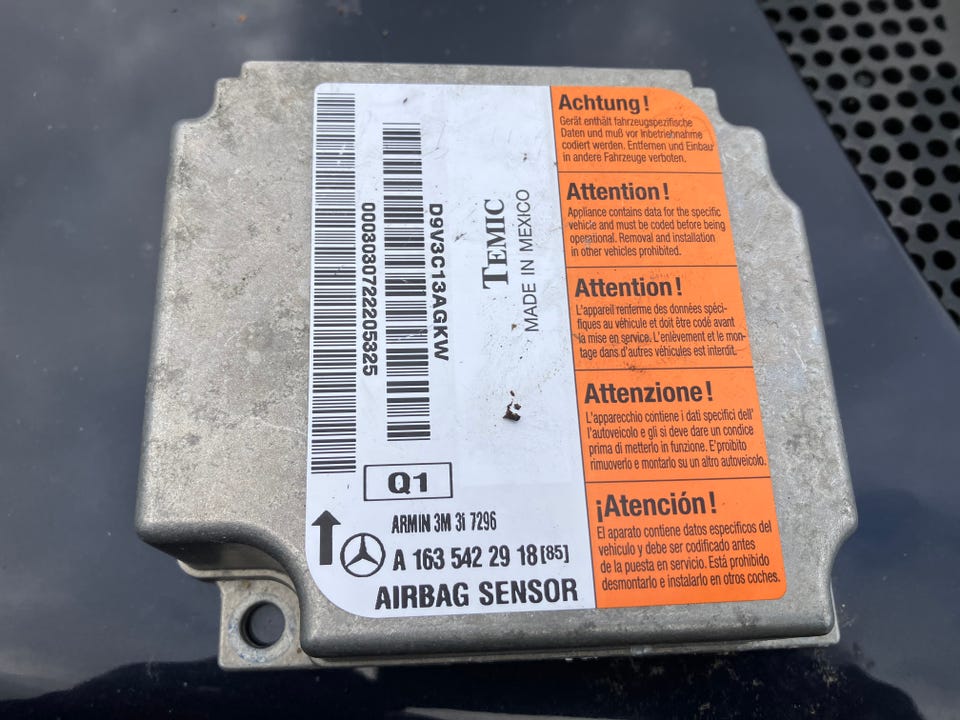 0003030722205325
D9V3C13AGKW
TEMIC
MADE IN MEXICO
Q1
ARMIN 3M 3i 7296
A 163 542 29 18 [85]
AIRBAG SENSOR
Achtung!
Gerät enthält fahrzeugspezifische
Daten und muß vor Inbetriebnahme
codiert werden. Entfernen und Einbau
in andere Fahrzeuge verboten.
Attention!
Appliance contains data for the specific
vehicle and must be coded before being
operational. Removal and installation
in other vehicles prohibited.
Attention!
L'appareil renferme des données spéci-
fiques au véhicule et doit être codé avant
la mise en service. L'enlèvement et le mon-
tage dans d'autres véhicules est interdit.
Attenzione!
L'apparecchio contiene i dati specifici dell'
l'autoveicolo e gli si deve dare un condice
prima di metterlo in funzione. E'proibito
rimuoverlo e montarlo su un altro autoveicolo.
¡Atención!
El aparato contiene datos especificos del
vehículo y debe ser codificado antes
de la puesta en servicio. Está prohibido
desmontarlo e instalarlo en otros coches.